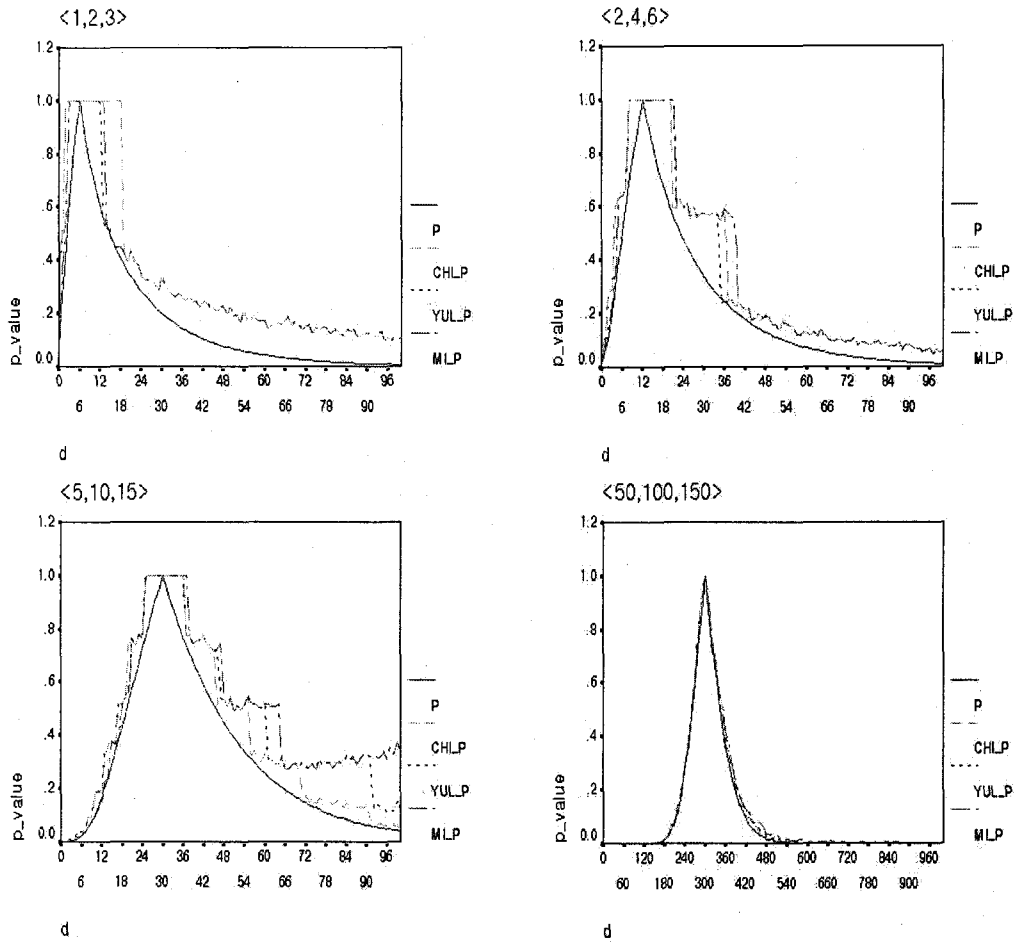 <1,2,3>
1.2
1.0
.8
.6
.4
.2
0.0
p_value
0 12 24 36 48 60 72 84 96
6 18 30 42 54 66 78 90
d
P
CHI_P
YUL_P
MI_P
<2,4,6>
1.2
1.0
.8
.6
.4
.2
0.0
p_value
0 12 24 36 48 60 72 84 96
6 18 30 42 54 66 78 90
d
P
CHI_P
YUL_P
MI_P
<5,10,15>
1.2
1.0
.8
.6
.4
.2
0.0
p_value
0 12 24 36 48 60 72 84 96
6 18 30 42 54 66 78 90
d
P
CHI_P
YUL_P
MI_P
<50,100,150>
1.2
1.0
.8
.6
.4
.2
0.0
p_value
0 120 240 360 480 600 720 840 960
60 180 300 420 540 660 780 900
d
P
CHI_P
YUL_P
MI_P